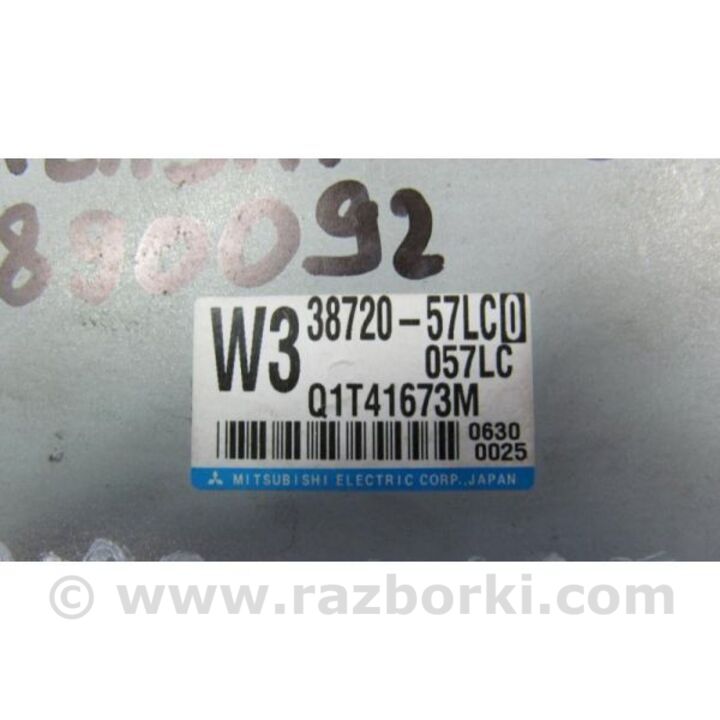 890092
W3 38720-57LC0
057LC
Q1T41673M
0630
0025
MITSUBISHI ELECTRIC CORP., JAPAN
© www.razborki.com